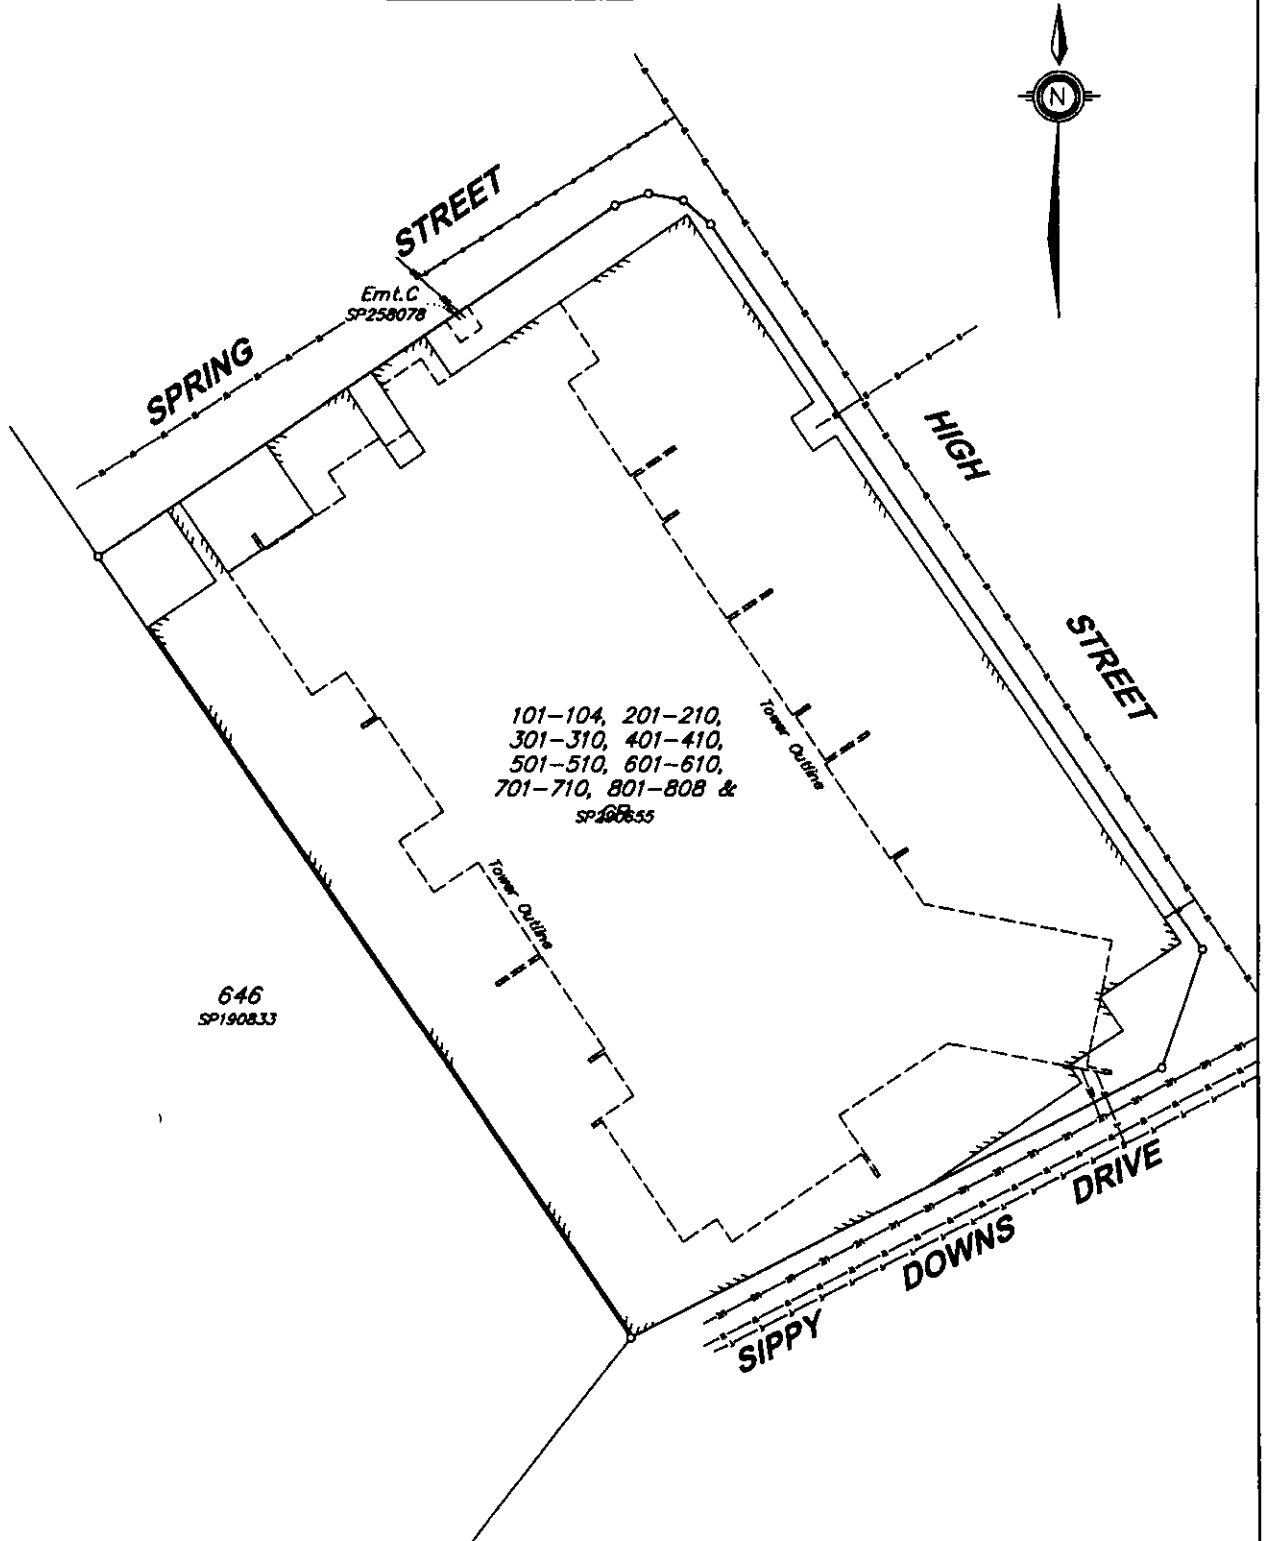 N
STREET
Emt.C
SP258078
SPRING
HIGH
STREET
101-104, 201-210,
301-310, 401-410,
501-510, 601-610,
701-710, 801-808 &
Tower Outline
Tower Outline
646
SP190833
DRIVE
DOWNS
SIPPY